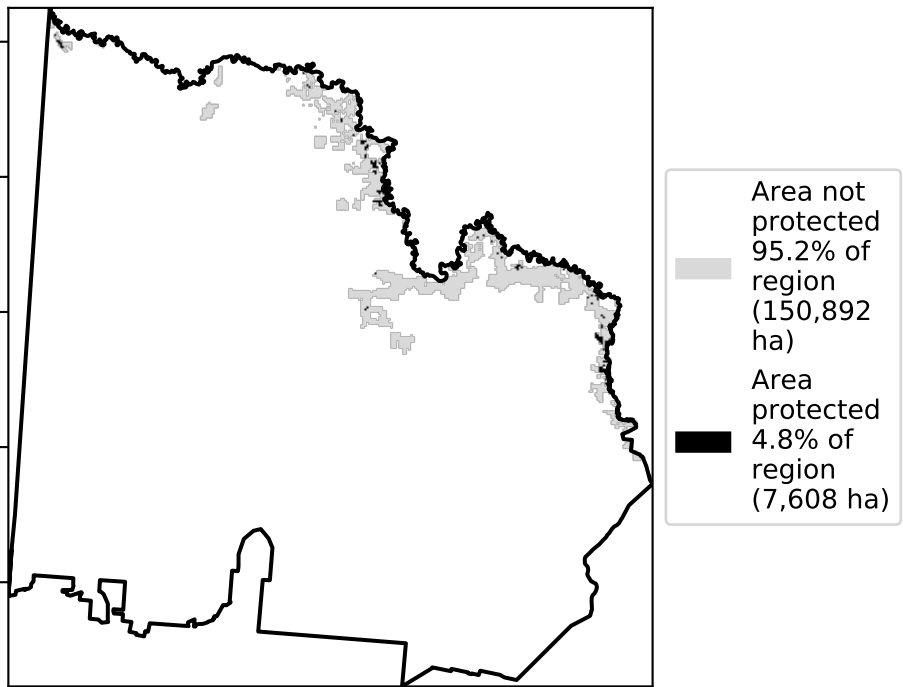 Area not
protected
95.2% of
region
(150,892
ha)
Area
protected
4.8% of
region
(7,608 ha)